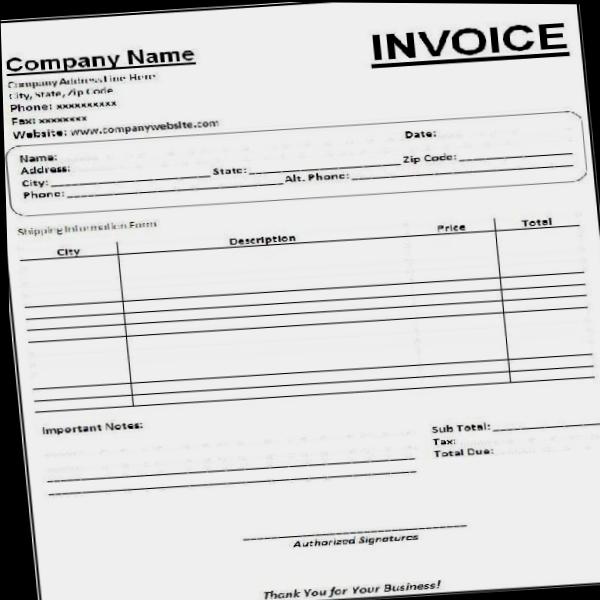 INVOICE
Company Name
Company Address Line Here
City, State, Zip Code
Phone: xxxxxxxxxx
Fax: xxxxxxxx
Website: www.companywebsite.com
Name: Date:
Address:
City: State: Zip Code:
Phone: Alt. Phone:
Shipping Information Form
City Description Price Total
Important Notes:
Sub Total:
Tax:
Total Due:
Authorized Signatures
Thank You for Your Business!